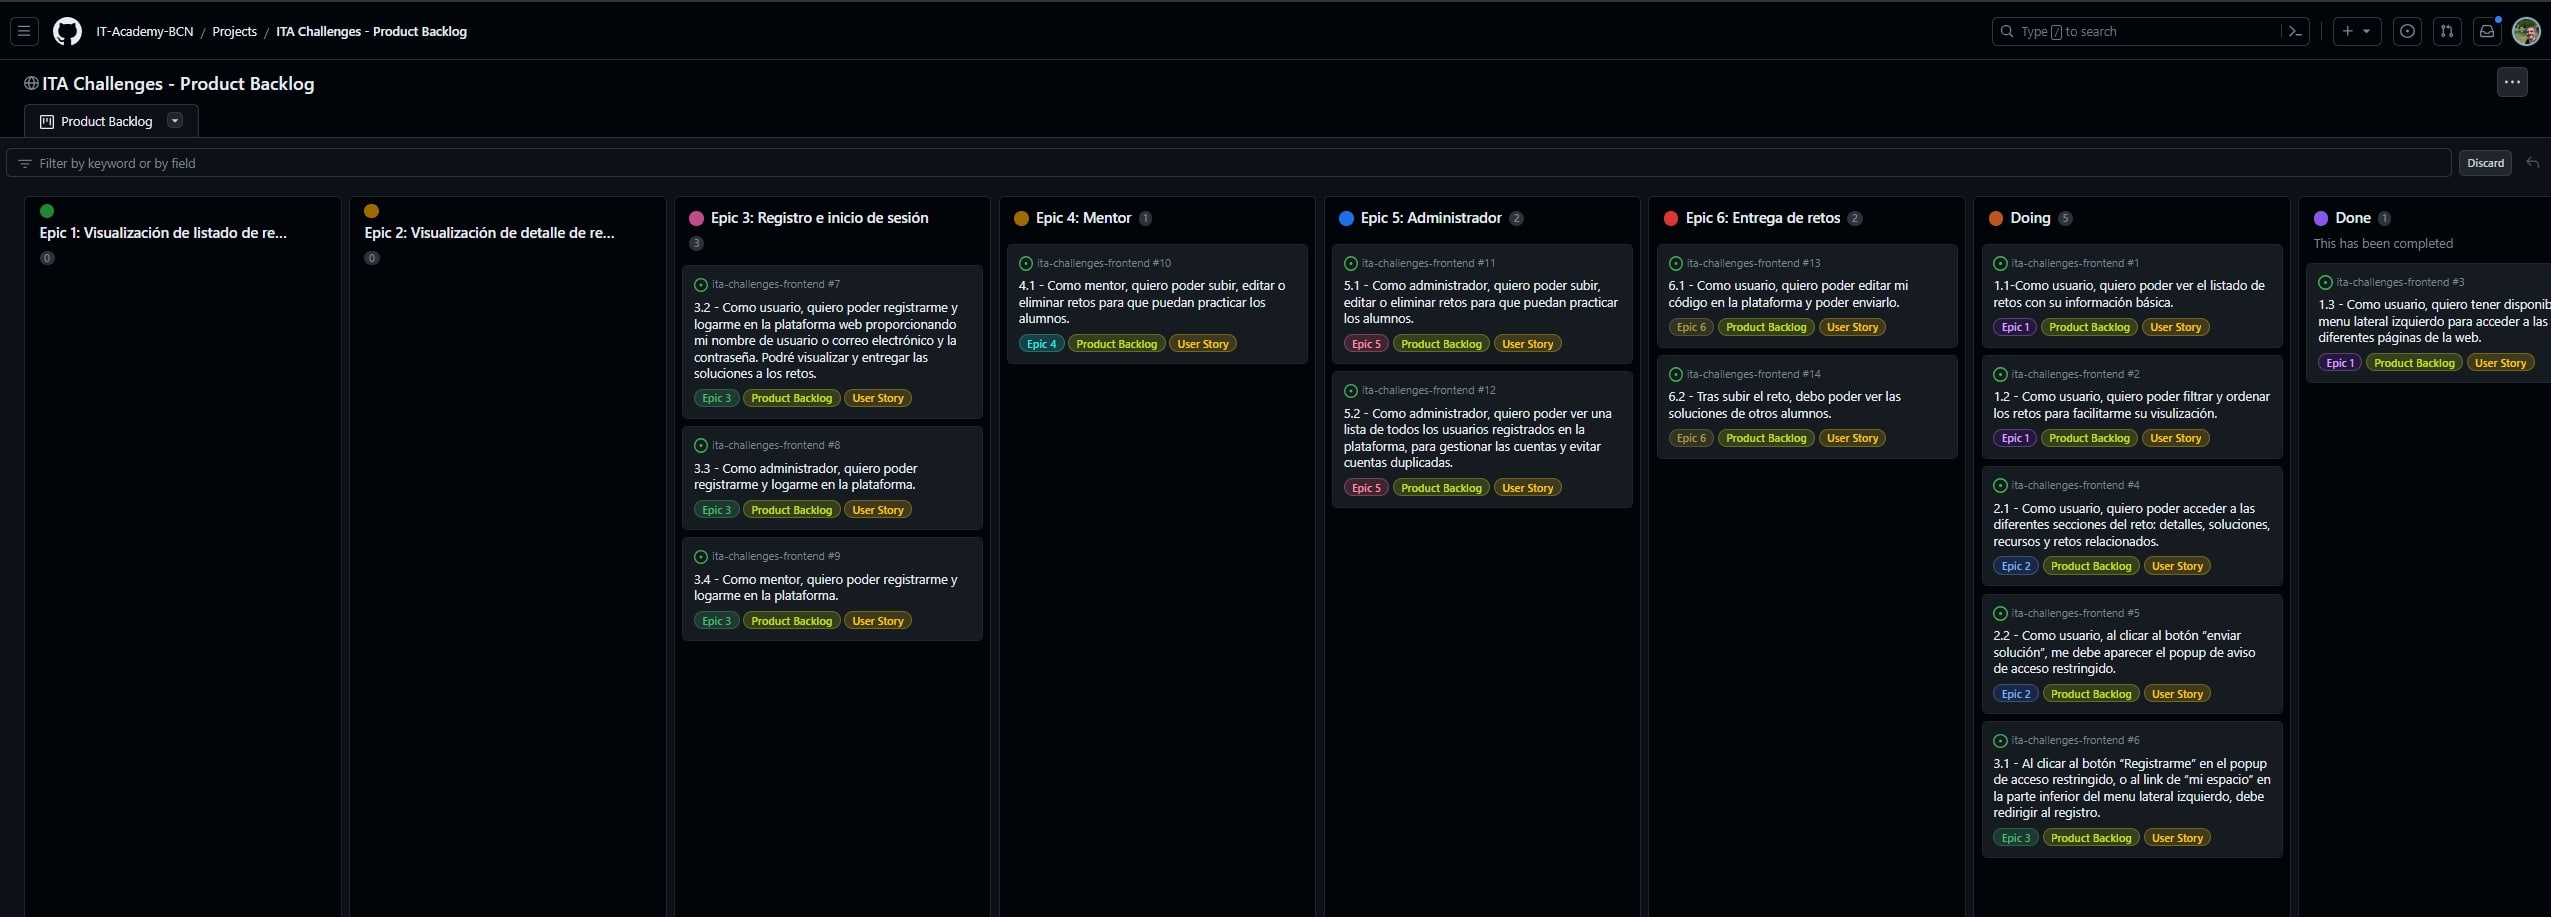 IT-Academy-BCN / Projects / ITA Challenges - Product Backlog
Type / to search
ITA Challenges - Product Backlog
Product Backlog
Filter by keyword or by field
Discard
Epic 1: Visualización de listado de re...
0
Epic 2: Visualización de detalle de re...
0
Epic 3: Registro e inicio de sesión
3
ita-challenges-frontend #7
3.2 - Como usuario, quiero poder registrarme y
logarme en la plataforma web proporcionando
mi nombre de usuario o correo electrónico y la
contraseña. Podré visualizar y entregar las
soluciones a los retos.
Epic 3 Product Backlog User Story
ita-challenges-frontend #8
3.3 - Como administrador, quiero poder
registrarme y logarme en la plataforma.
Epic 3 Product Backlog User Story
ita-challenges-frontend #9
3.4 - Como mentor, quiero poder registrarme y
logarme en la plataforma.
Epic 3 Product Backlog User Story
Epic 4: Mentor 1
ita-challenges-frontend #10
4.1 - Como mentor, quiero poder subir, editar o
eliminar retos para que puedan practicar los
alumnos.
Epic 4 Product Backlog User Story
Epic 5: Administrador 2
ita-challenges-frontend #11
5.1 - Como administrador, quiero poder subir,
editar o eliminar retos para que puedan practicar
los alumnos.
Epic 5 Product Backlog User Story
ita-challenges-frontend #12
5.2 - Como administrador, quiero poder ver una
lista de todos los usuarios registrados en la
plataforma, para gestionar las cuentas y evitar
cuentas duplicadas.
Epic 5 Product Backlog User Story
Epic 6: Entrega de retos 2
ita-challenges-frontend #13
6.1 - Como usuario, quiero poder editar mi
código en la plataforma y poder enviarlo.
Epic 6 Product Backlog User Story
ita-challenges-frontend #14
6.2 - Tras subir el reto, debo poder ver las
soluciones de otros alumnos.
Epic 6 Product Backlog User Story
Doing 5
ita-challenges-frontend #1
1.1-Como usuario, quiero poder ver el listado de
retos con su información básica.
Epic 1 Product Backlog User Story
ita-challenges-frontend #2
1.2 - Como usuario, quiero poder filtrar y ordenar
los retos para facilitarme su visulización.
Epic 1 Product Backlog User Story
ita-challenges-frontend #4
2.1 - Como usuario, quiero poder acceder a las
diferentes secciones del reto: detalles, soluciones,
recursos y retos relacionados.
Epic 2 Product Backlog User Story
ita-challenges-frontend #5
2.2 - Como usuario, al clicar al botón “enviar
solución”, me debe aparecer el popup de aviso
de acceso restringido.
Epic 2 Product Backlog User Story
ita-challenges-frontend #6
3.1 - Al clicar al botón “Registrarme” en el popup
de acceso restringido, o al link de “mi espacio” en
la parte inferior del menu lateral izquierdo, debe
redirigir al registro.
Epic 3 Product Backlog User Story
Done 1
This has been completed
ita-challenges-frontend #3
1.3 - Como usuario, quiero tener disponib
menu lateral izquierdo para acceder a las
diferentes páginas de la web.
Epic 1 Product Backlog User Story